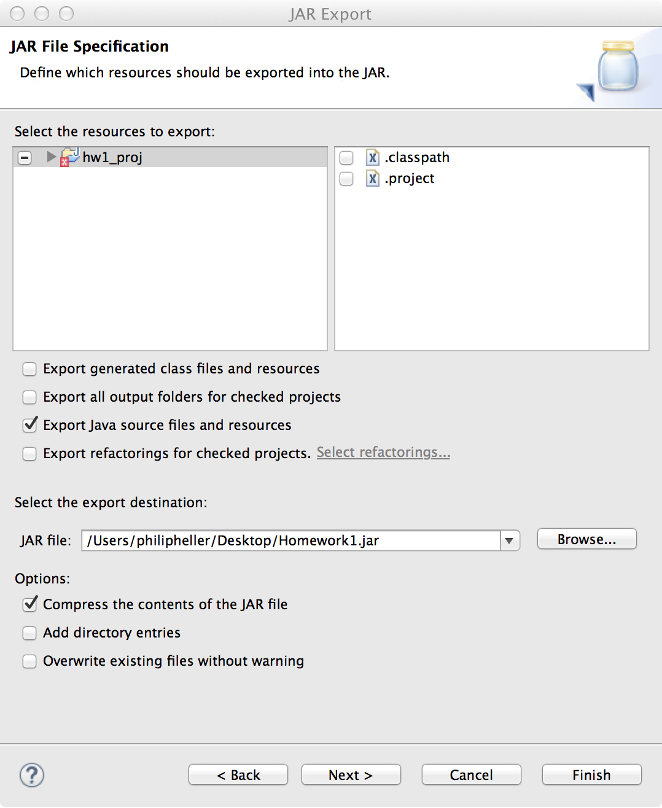 JAR Export
JAR File Specification
Define which resources should be exported into the JAR.
Select the resources to export:
hw1_proj
.classpath
.project
Export generated class files and resources
Export all output folders for checked projects
Export Java source files and resources
Export refactorings for checked projects. Select refactorings...
Select the export destination:
JAR file: /Users/philipheller/Desktop/Homework1.jar Browse...
Options:
Compress the contents of the JAR file
Add directory entries
Overwrite existing files without warning
? < Back Next > Cancel Finish